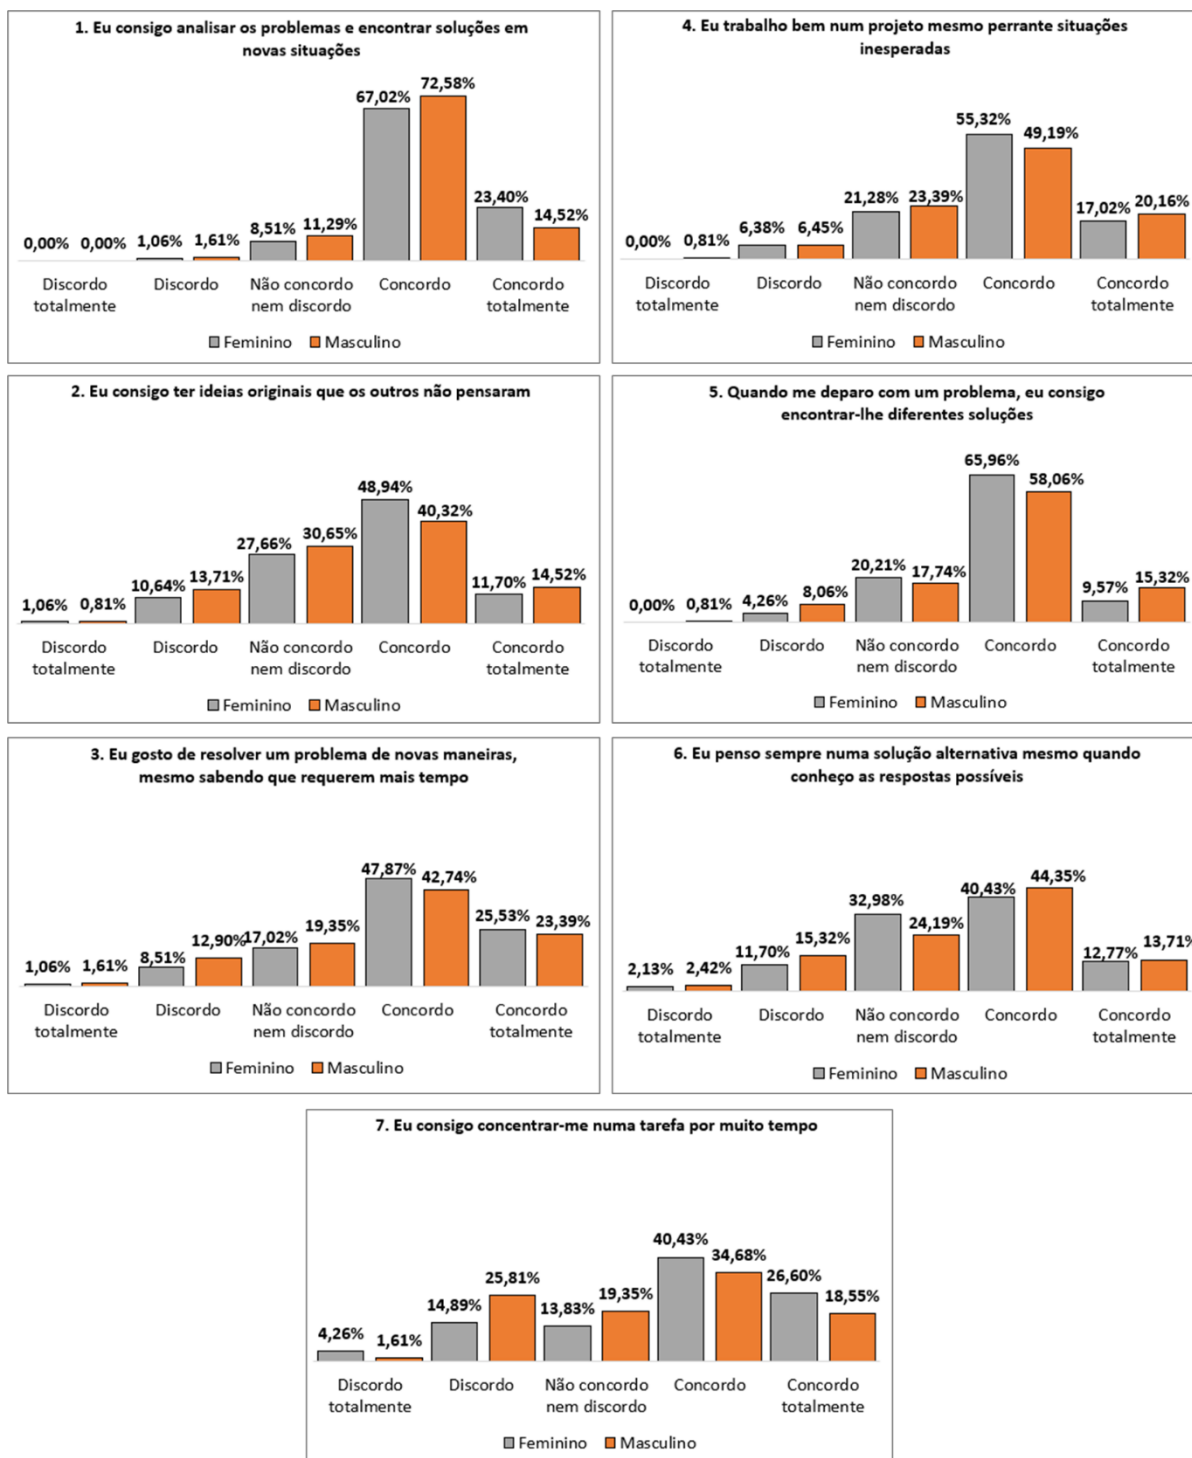 1. Eu consigo analisar os problemas e encontrar soluções em
novas situações
67,02% 72,58%
23,40%
14,52%
8,51% 11,29%
0,00% 0,00% 1,06% 1,61%
Discordo Discordo Não concordo Concordo Concordo
totalmente nem discordo totalmente
Feminino Masculino
4. Eu trabalho bem num projeto mesmo perrante situações
inesperadas
55,32%
49,19%
21,28% 23,39%
17,02% 20,16%
0,00% 0,81% 6,38% 6,45%
Discordo Discordo Não concordo Concordo Concordo
totalmente nem discordo totalmente
Feminino Masculino
2. Eu consigo ter ideias originais que os outros não pensaram
48,94%
40,32%
27,66% 30,65%
10,64% 13,71% 11,70% 14,52%
1,06% 0,81%
Discordo Discordo Não concordo Concordo Concordo
totalmente nem discordo totalmente
Feminino Masculino
5. Quando me deparo com um problema, eu consigo
encontrar-lhe diferentes soluções
65,96%
58,06%
20,21% 17,74%
9,57% 15,32%
0,00% 0,81% 4,26% 8,06%
Discordo Discordo Não concordo Concordo Concordo
totalmente nem discordo totalmente
Feminino Masculino
3. Eu gosto de resolver um problema de novas maneiras,
mesmo sabendo que requerem mais tempo
47,87% 42,74%
25,53% 23,39%
8,51% 12,90% 17,02% 19,35%
1,06% 1,61%
Discordo Discordo Não concordo Concordo Concordo
totalmente nem discordo totalmente
Feminino Masculino
6. Eu penso sempre numa solução alternativa mesmo quando
conheço as respostas possíveis
40,43% 44,35%
32,98%
24,19%
11,70% 15,32% 12,77% 13,71%
2,13% 2,42%
Discordo Discordo Não concordo Concordo Concordo
totalmente nem discordo totalmente
Feminino Masculino
7. Eu consigo concentrar-me numa tarefa por muito tempo
40,43%
34,68%
25,81% 26,60%
14,89% 13,83% 19,35% 18,55%
4,26% 1,61%
Discordo Discordo Não concordo Concordo Concordo
totalmente nem discordo totalmente
Feminino Masculino